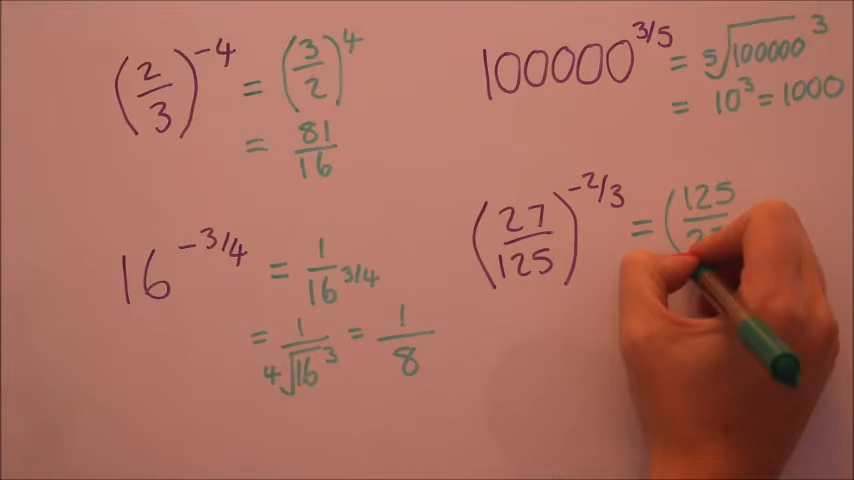 (2/3)^-4 = (3/2)^4
= 81/16
100000^3/5 = ⁵√100000^3
= 10^3 = 1000
16^-3/4 = 1/16^3/4
= 1/⁴√16^3 = 1/8
(27/125)^-2/3 = (125/